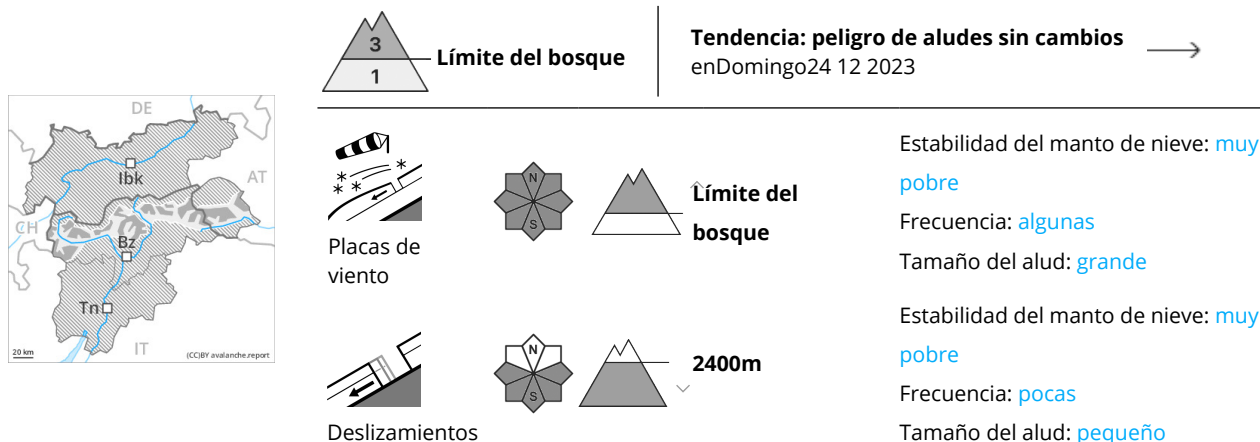 3
1
Límite del bosque
Tendencia: peligro de aludes sin cambios
enDomingo24 12 2023
DE
Ibk
AT
CH
Bz
Tn
IT
20 km
(CC)BY avalanche.report
Placas de
viento
N
S
Límite del
bosque
Estabilidad del manto de nieve: muy
pobre
Frecuencia: algunas
Tamaño del alud: grande
Deslizamientos
N
S
2400m
Estabilidad del manto de nieve: muy
pobre
Frecuencia: pocas
Tamaño del alud: pequeño